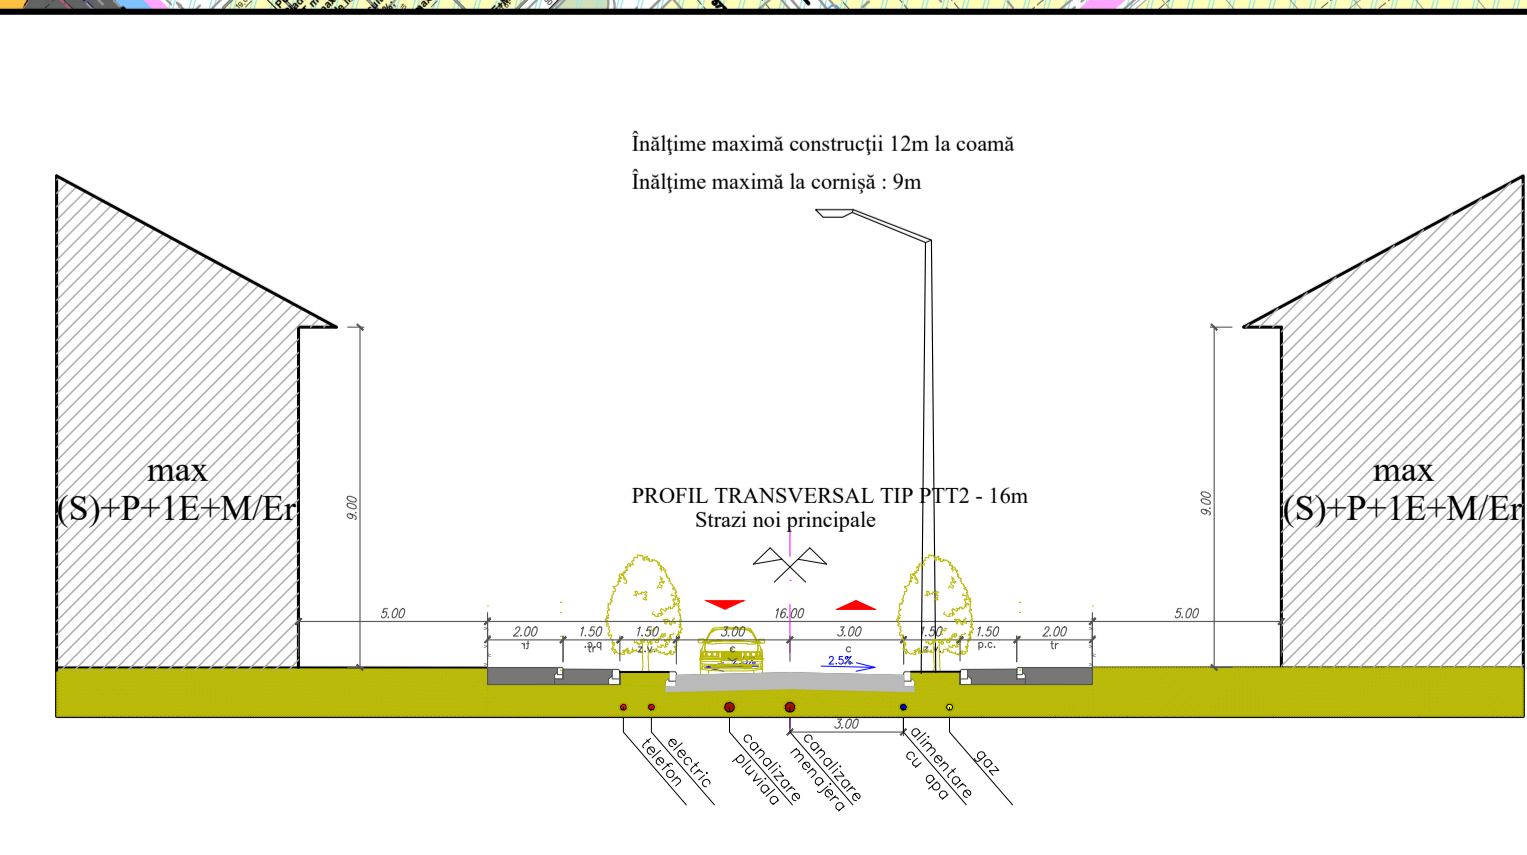 Înălţime maximă construcţii 12m la coamă
Înălţime maximă la cornişă : 9m
max
(S)+P+1E+M/Er
max
(S)+P+1E+M/Er
9.00
9.00
PROFIL TRANSVERSAL TIP PTT2 - 16m
Strazi noi principale
5.00
16.00
5.00
2.00
1.50
1.50
3.00
3.00
1.50
1.50
2.00
tr
z.v.
c
c
z.v.
p.c.
tr
2.5%
3.00
telefon
electric
canalizare
pluviala
canalizare
menajera
alimentare
cu apa
gaz